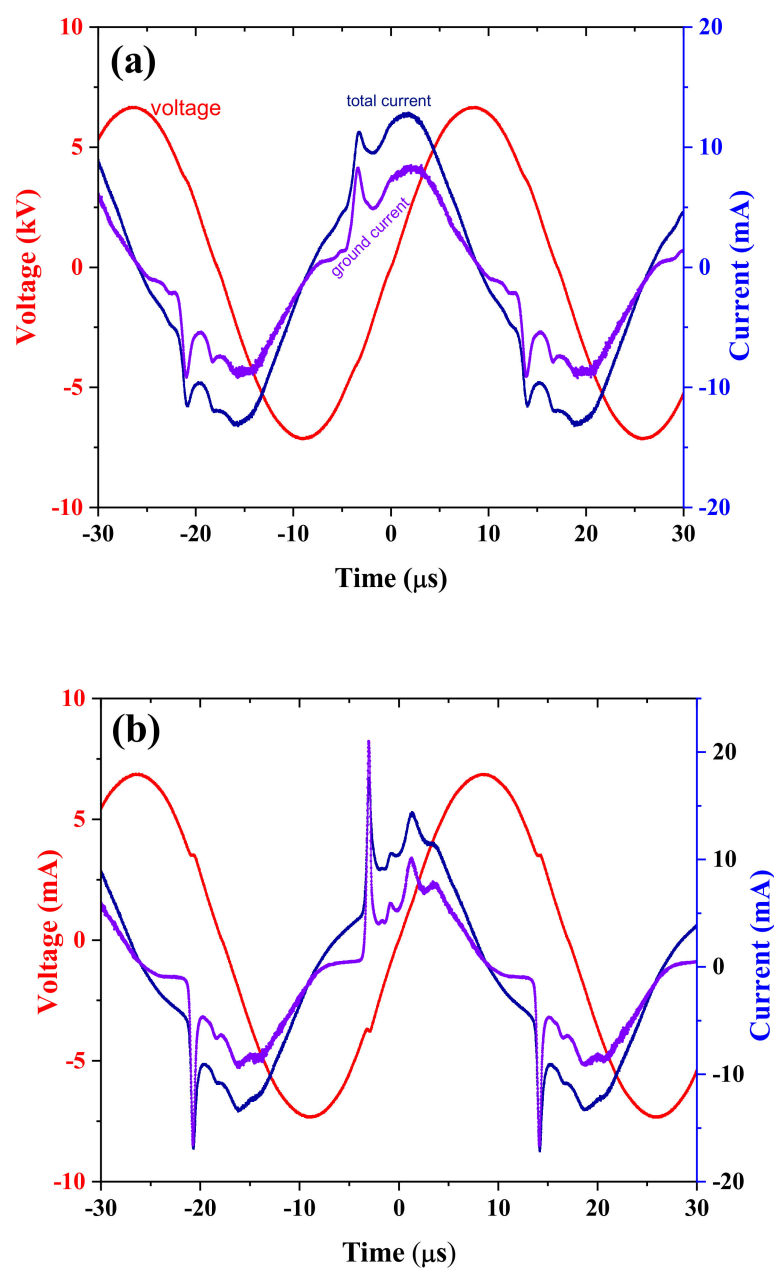 (a)
voltage
total current
ground current
10
5
0
-5
-10
Voltage (kV)
20
10
0
-10
-20
Current (mA)
-30 -20 -10 0 10 20 30
Time (μs)
(b)
10
5
0
-5
-10
Voltage (mA)
20
10
0
-10
-20
Current (mA)
-30 -20 -10 0 10 20 30
Time (μs)